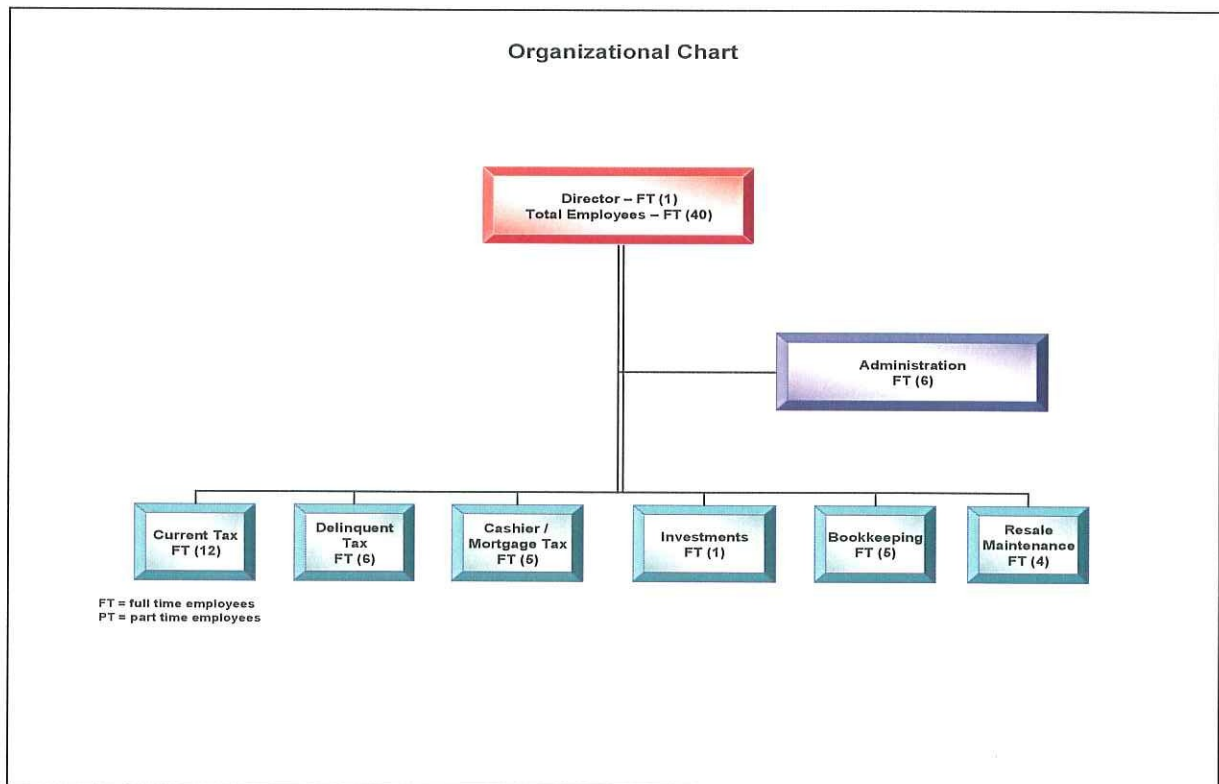 Organizational Chart
Director – FT (1)
Total Employees – FT (40)
Administration
FT (6)
Current Tax
FT (12)
Delinquent
Tax
FT (6)
Cashier /
Mortgage Tax
FT (5)
Investments
FT (1)
Bookkeeping
FT (5)
Resale
Maintenance
FT (4)
FT = full time employees
PT = part time employees